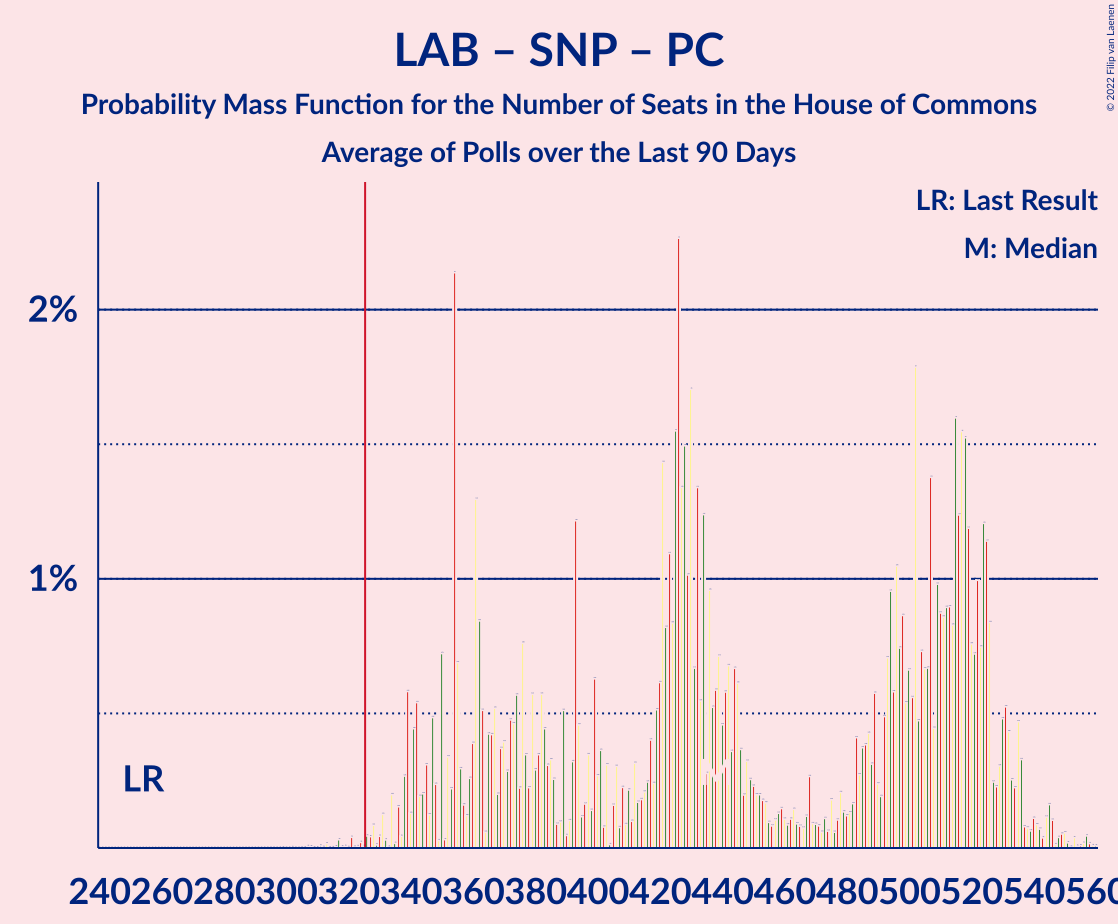 LAB – SNP – PC
Probability Mass Function for the Number of Seats in the House of Commons
Average of Polls over the Last 90 Days
© 2022 Filip van Laenen
LR: Last Result
M: Median
2%
1%
LR
240260280300320340360380400420440460480500520540560